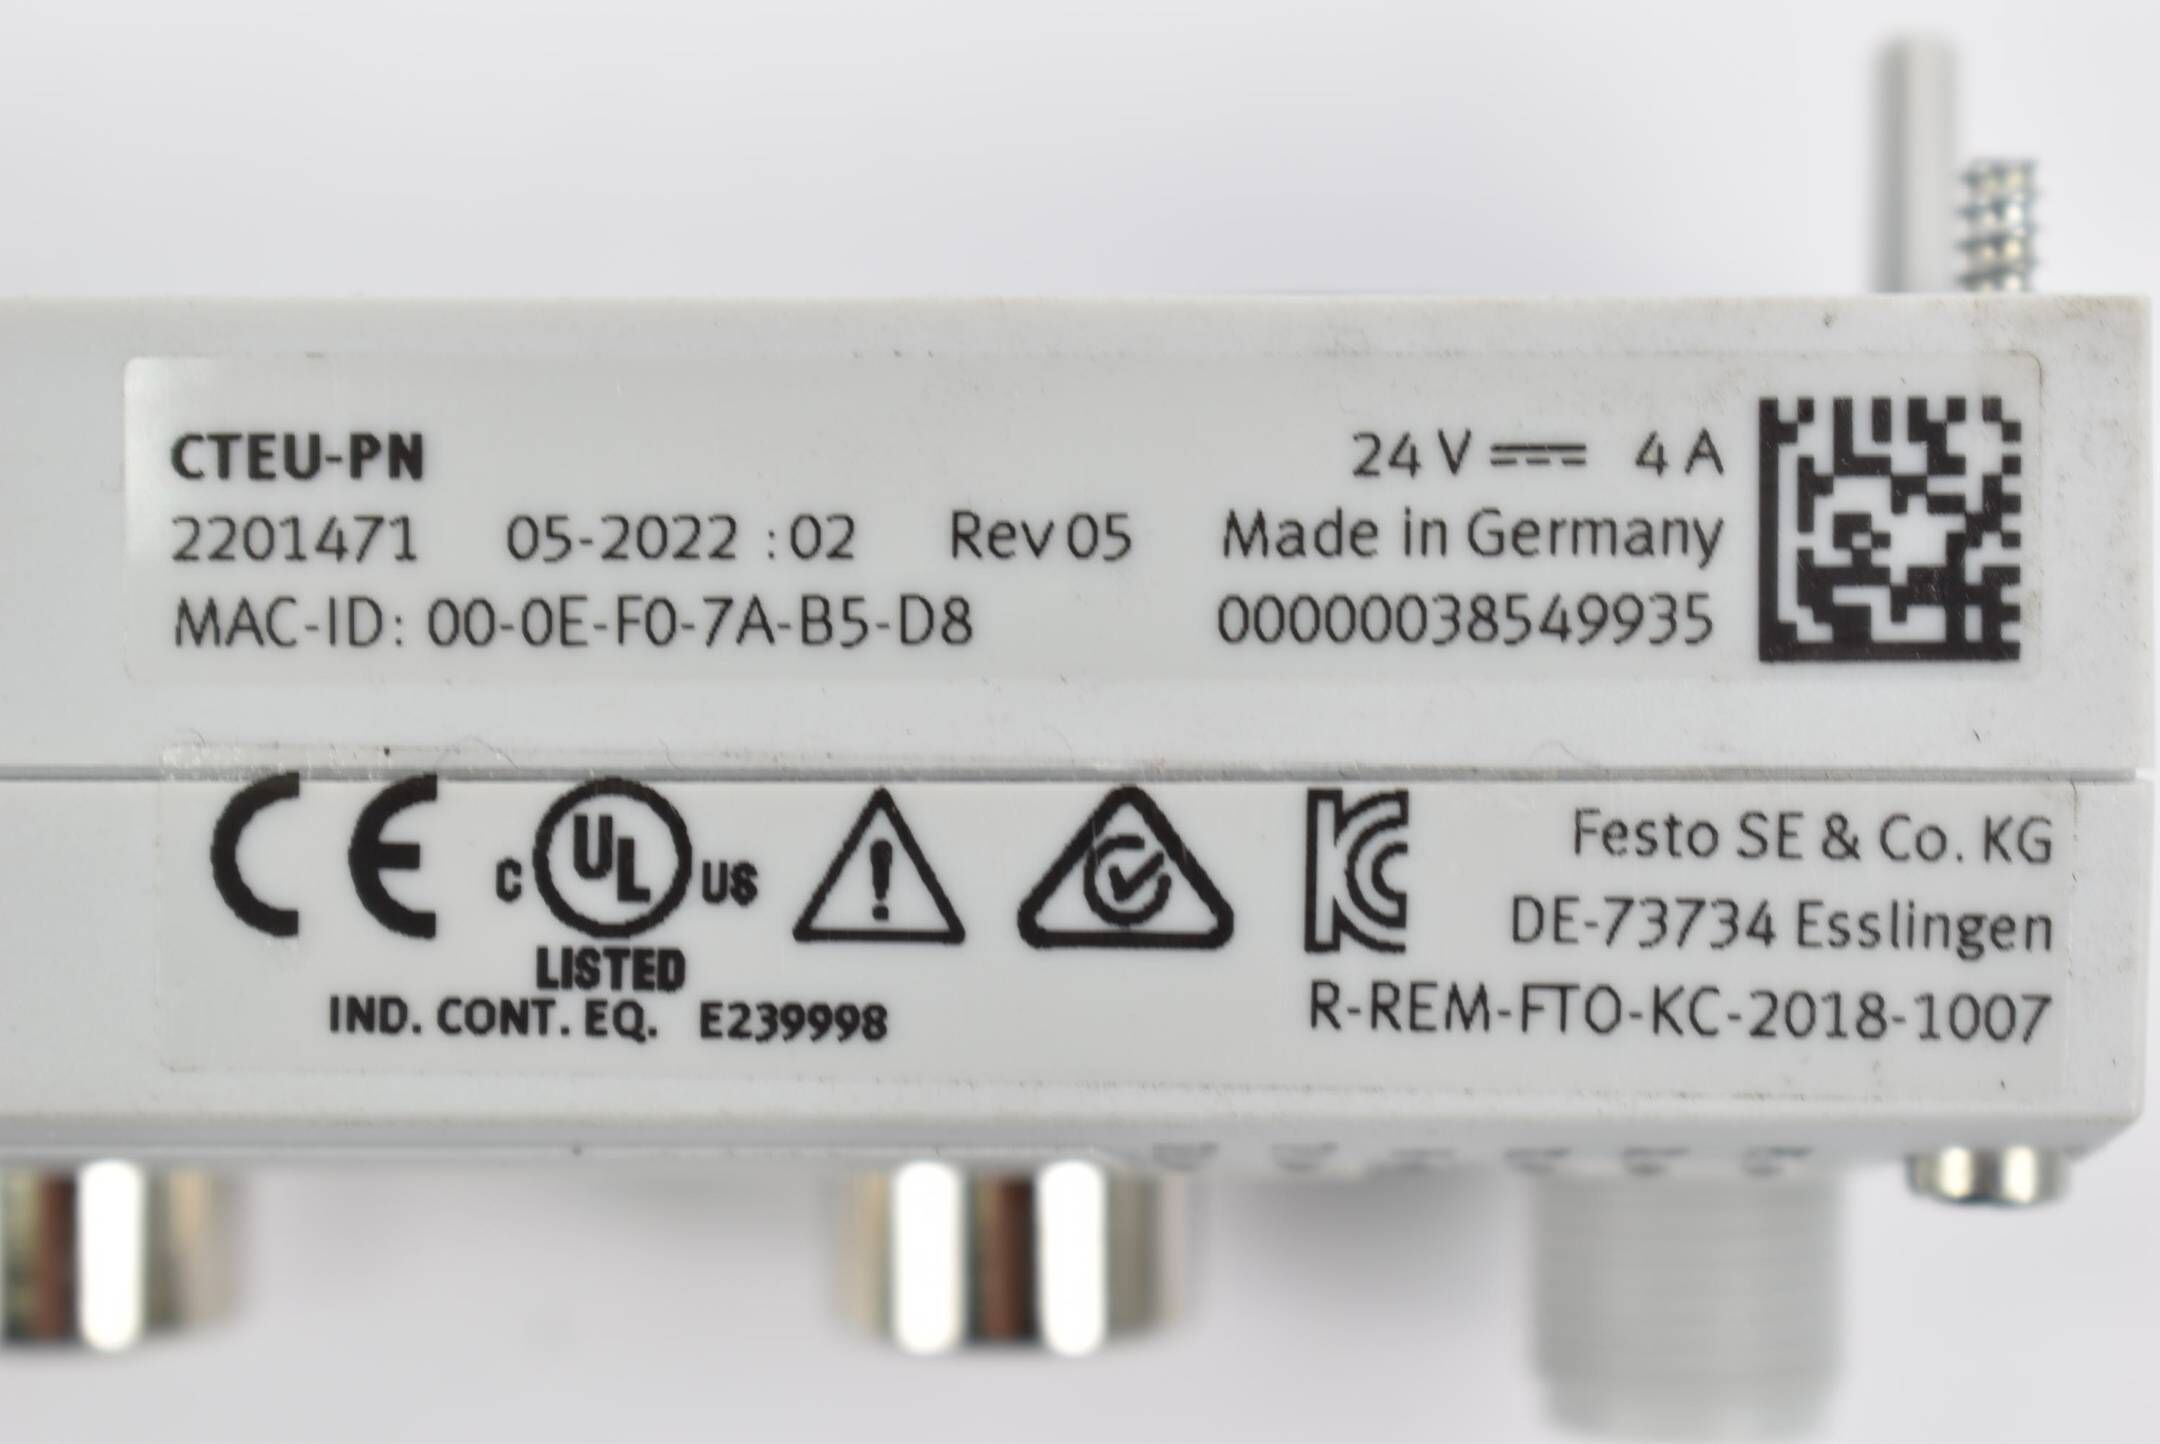 CTEU-PN
24 V 4 A
2201471 05-2022 :02 Rev 05 Made in Germany
MAC-ID: 00-0E-F0-7A-B5-D8 00000038549935
CE
C UL US
LISTED
IND. CONT. EQ. E239998
KC
Festo SE & Co. KG
DE-73734 Esslingen
R-REM-FTO-KC-2018-1007